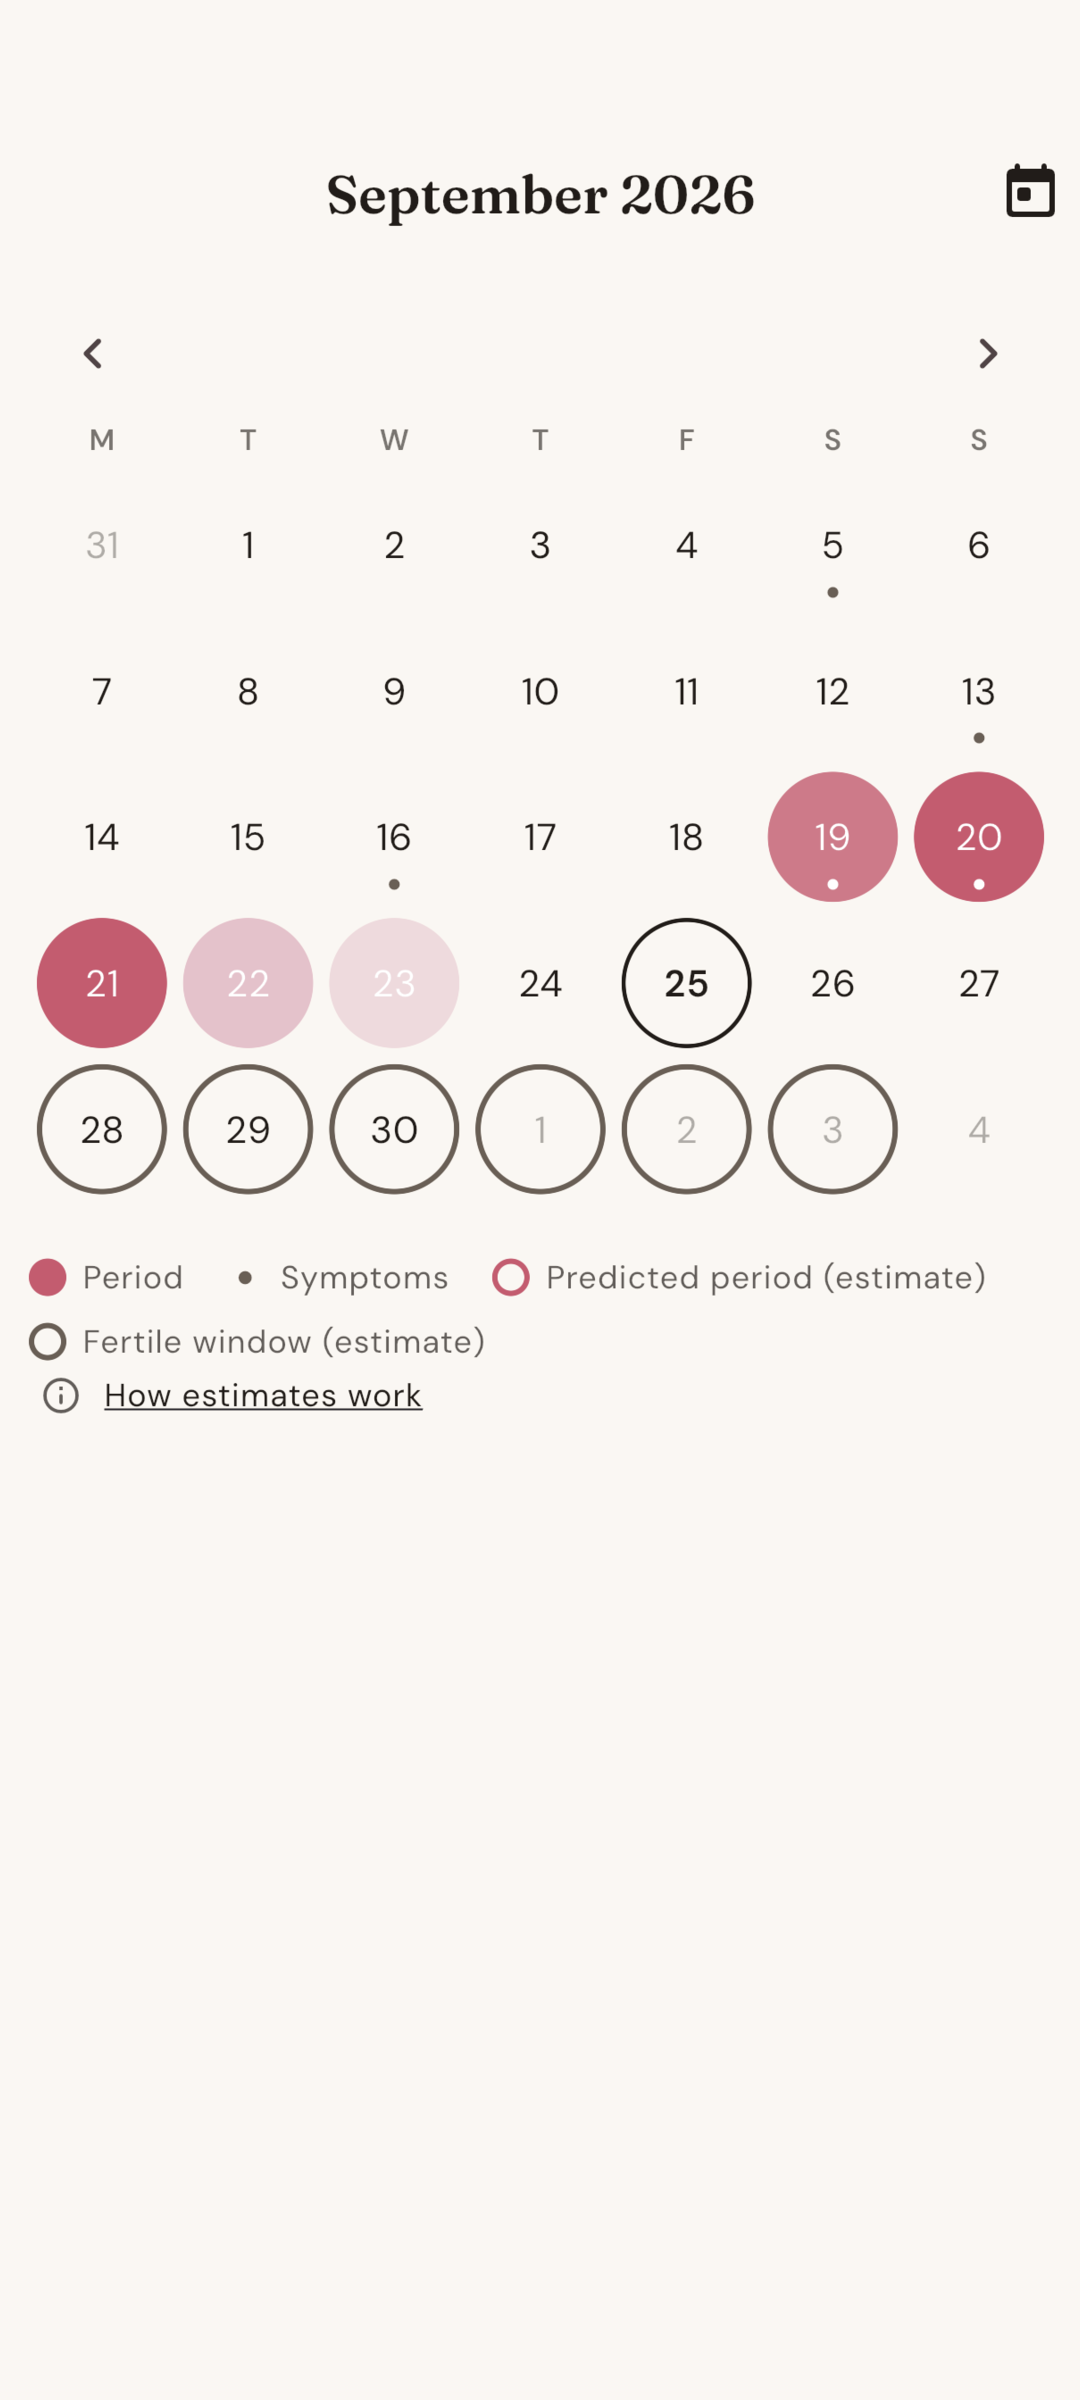 September 2026
M T W T F S S
31 1 2 3 4 5 6
7 8 9 10 11 12 13
14 15 16 17 18 19 20
21 22 23 24 25 26 27
28 29 30 1 2 3 4
Period Symptoms Predicted period (estimate)
Fertile window (estimate)
How estimates work